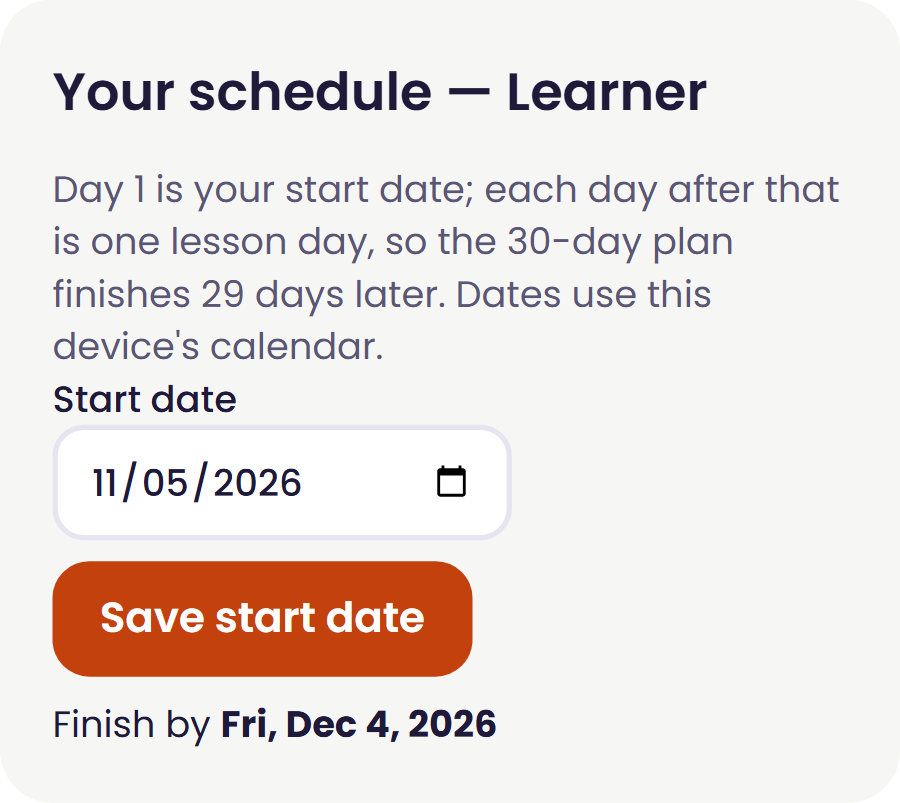 Your schedule — Learner
Day 1 is your start date; each day after that
is one lesson day, so the 30-day plan
finishes 29 days later. Dates use this
device's calendar.
Start date
11/05/2026
Save start date
Finish by Fri, Dec 4, 2026